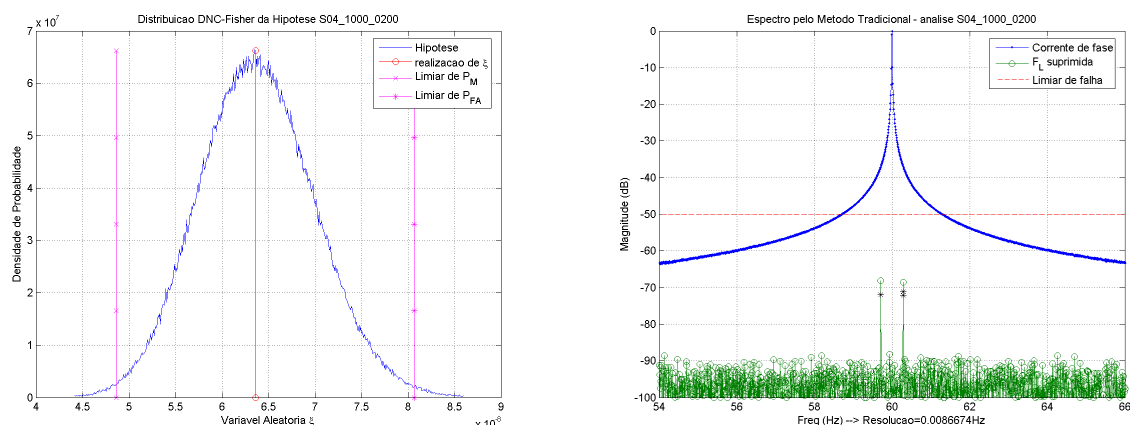 Distribuicao DNC-Fisher da Hipotese S04_1000_0200
7 x 10^7
6
5
4
3
2
1
0
Densidade de Probabilidade
Hipotese
realizacao de ξ
Limiar de P_M
Limiar de P_FA
4 4.5 5 5.5 6 6.5 7 7.5 8 8.5 9
Variavel Aleatoria ξ
Espectro pelo Metodo Tradicional - analise S04_1000_0200
0
-10
-20
-30
-40
-50
-60
-70
-80
-90
-100
Magnitude (dB)
Corrente de fase
F_L suprimida
Limiar de falha
54 56 58 60 62 64 66
Freq (Hz) --> Resolucao=0.0086674Hz